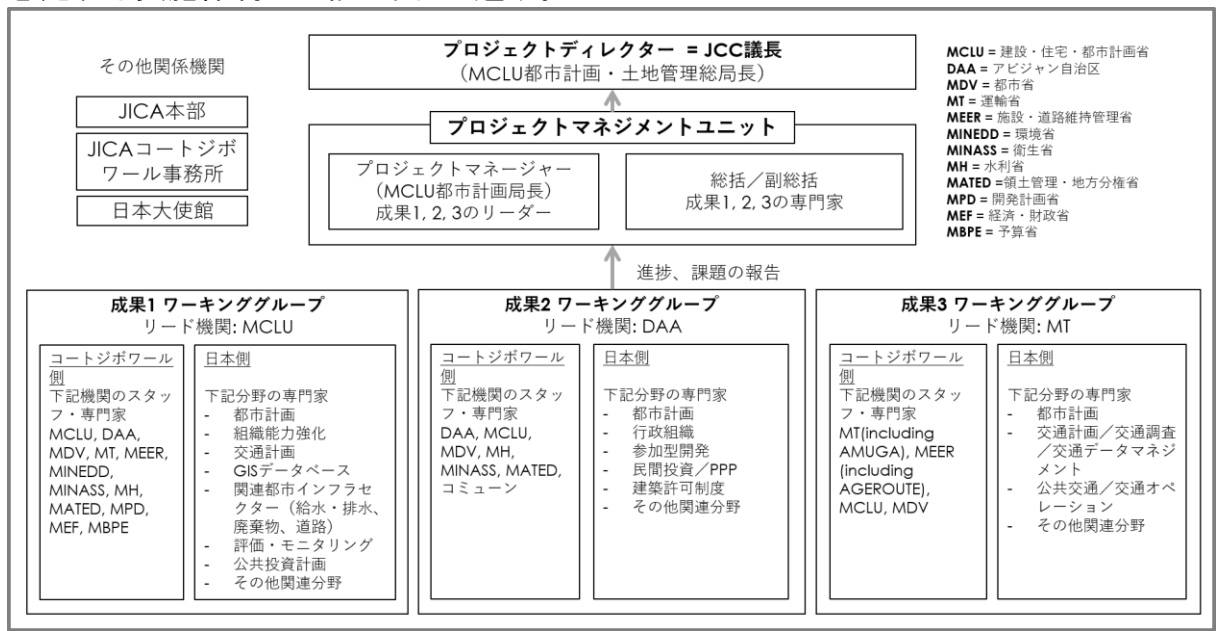 プロジェクトディレクター = JCC議長
(MCLU都市計画・土地管理総局長)
その他関係機関
JICA本部
JICAコートジボ
ワール事務所
日本大使館
プロジェクトマネジメントユニット
プロジェクトマネージャー
(MCLU都市計画局長)
成果1, 2, 3のリーダー
総括/副総括
成果1, 2, 3の専門家
MCLU = 建設・住宅・都市計画省
DAA = アビジャン自治区
MDV = 都市省
MT = 運輸省
MEER = 施設・道路維持管理省
MINEDD = 環境省
MINASS = 衛生省
MH = 水利省
MATED =領土管理・地方分権省
MPD = 開発計画省
MEF = 経済・財政省
MBPE = 予算省
進捗、課題の報告
成果1 ワーキンググループ
リード機関: MCLU
コートジボワール
側
下記機関のスタッ
フ・専門家
MCLU, DAA,
MDV, MT, MEER,
MINEDD,
MINASS, MH,
MATED, MPD,
MEF, MBPE
日本側
下記分野の専門家
- 都市計画
- 組織能力強化
- 交通計画
- GISデータベース
- 関連都市インフラセ
クター(給水・排水、
廃棄物、道路)
- 評価・モニタリング
- 公共投資計画
- その他関連分野
成果2 ワーキンググループ
リード機関: DAA
コートジボワール
側
下記機関のスタッ
フ・専門家
DAA, MCLU,
MDV, MH,
MINASS, MATED,
コミューン
日本側
下記分野の専門家
- 都市計画
- 行政組織
- 参加型開発
- 民間投資/PPP
- 建築許可制度
- その他関連分野
成果3 ワーキンググループ
リード機関: MT
コートジボワール
側
下記機関のスタッ
フ・専門家
MT(including
AMUGA), MEER
(including
AGEROUTE),
MCLU, MDV
日本側
下記分野の専門家
- 都市計画
- 交通計画/交通調査
/交通データマネジ
メント
- 公共交通/交通オペ
レーション
- その他関連分野